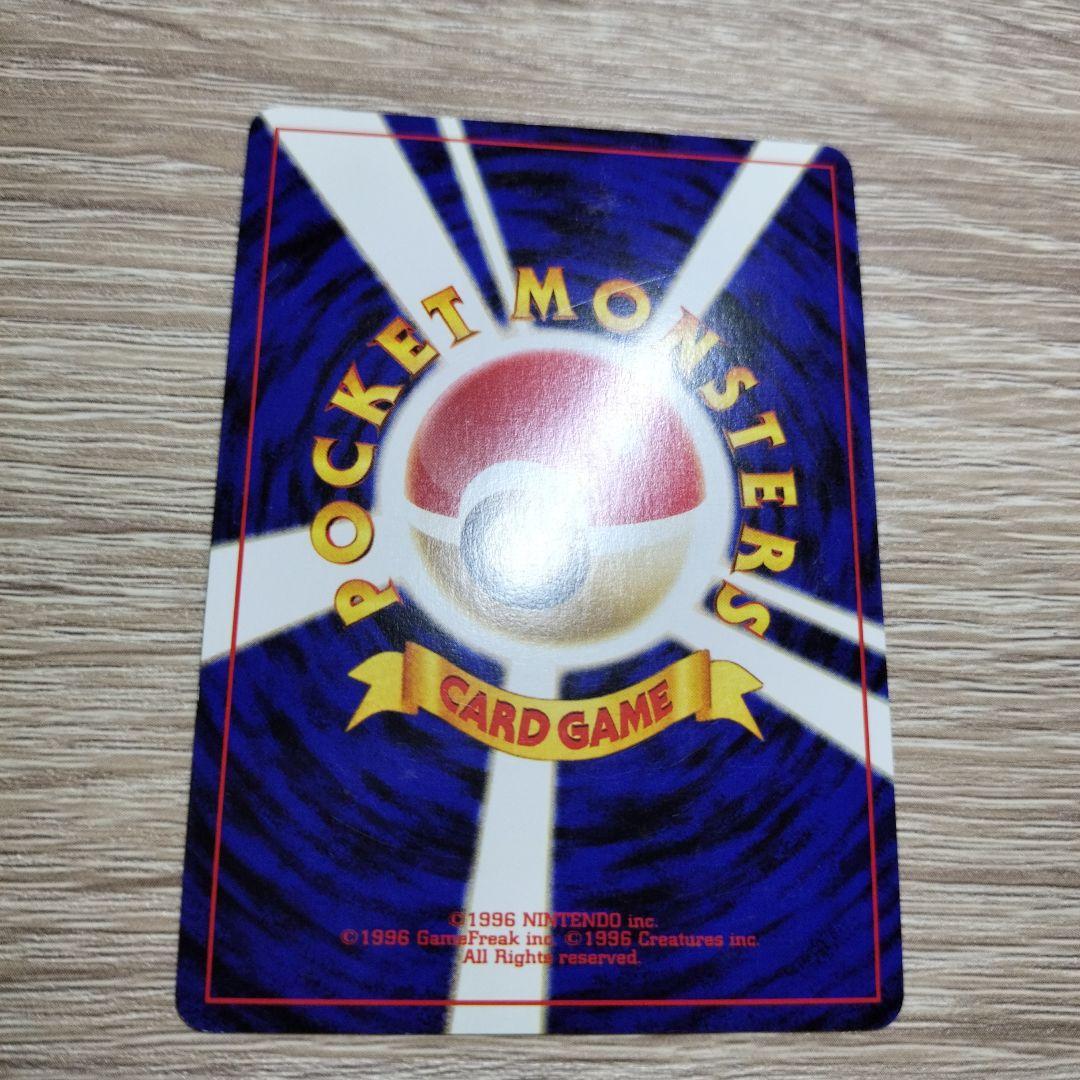 POCKET MONSTERS
CARD GAME
©1996 NINTENDO inc.
©1996 GameFreak inc. ©1996 Creatures inc.
All Rights reserved.